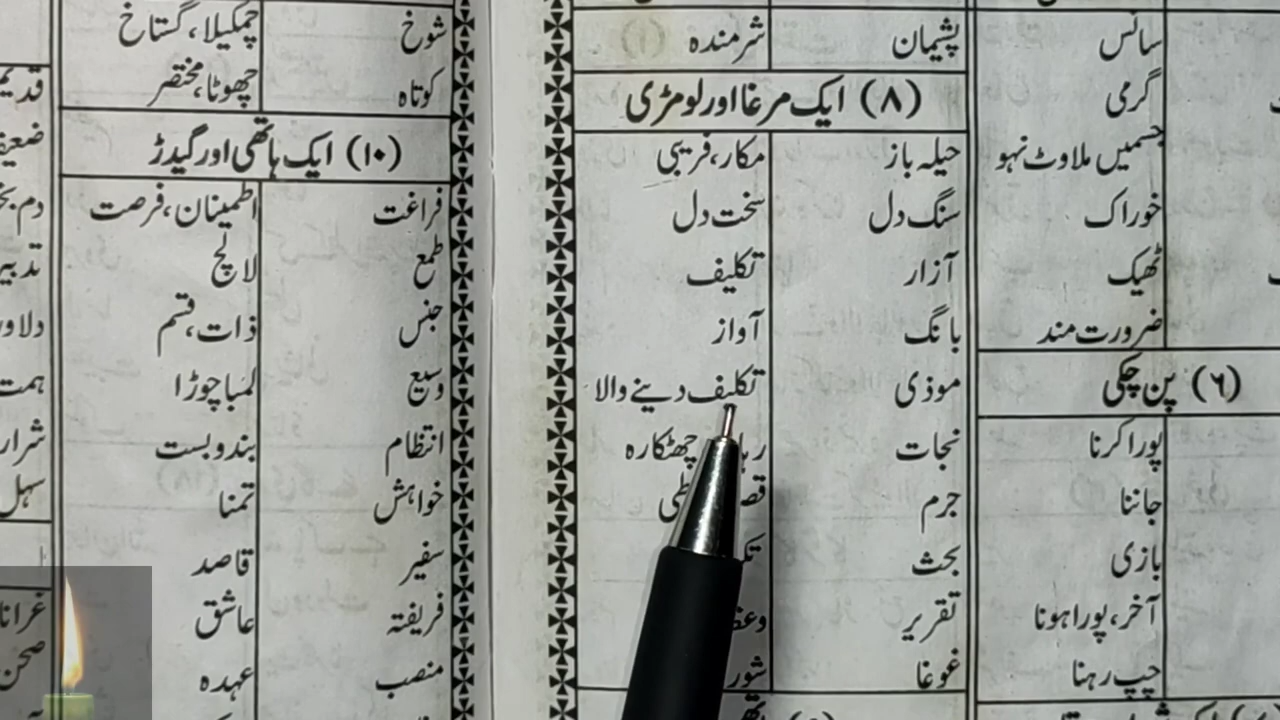 سانس
گرمی
جسمیں ملاوٹ نہو
خوراک
ٹھیک
ضرورت مند
(۶) پن چکی
پورا کرنا
جاننا
بازی
آخر، پورا ہونا
چپ رہنا
پشیمان شرمندہ
(۸) ایک مرغا اور لومڑی
حیلہ باز مکار، فریبی
سنگ دل سخت دل
آزار تکلیف
بانگ آواز
موذی تکلیف دینے والا
نجات چھٹکارہ
جرم
بحث
تقریر
غوغا شور
شوخ چمکیلا، گستاخ
کوتاہ چھوٹا، مختصر
(۱۰) ایک ہاتھی اور گیدڑ
فراغت اطمینان، فرصت
طمع لالچ
جنس ذات، قسم
وسیع لمبا چوڑا
انتظام بندوبست
خواہش تمنا
سفیر قاصد
فریفتہ عاشق
منصب عہدہ
سہل
صحن